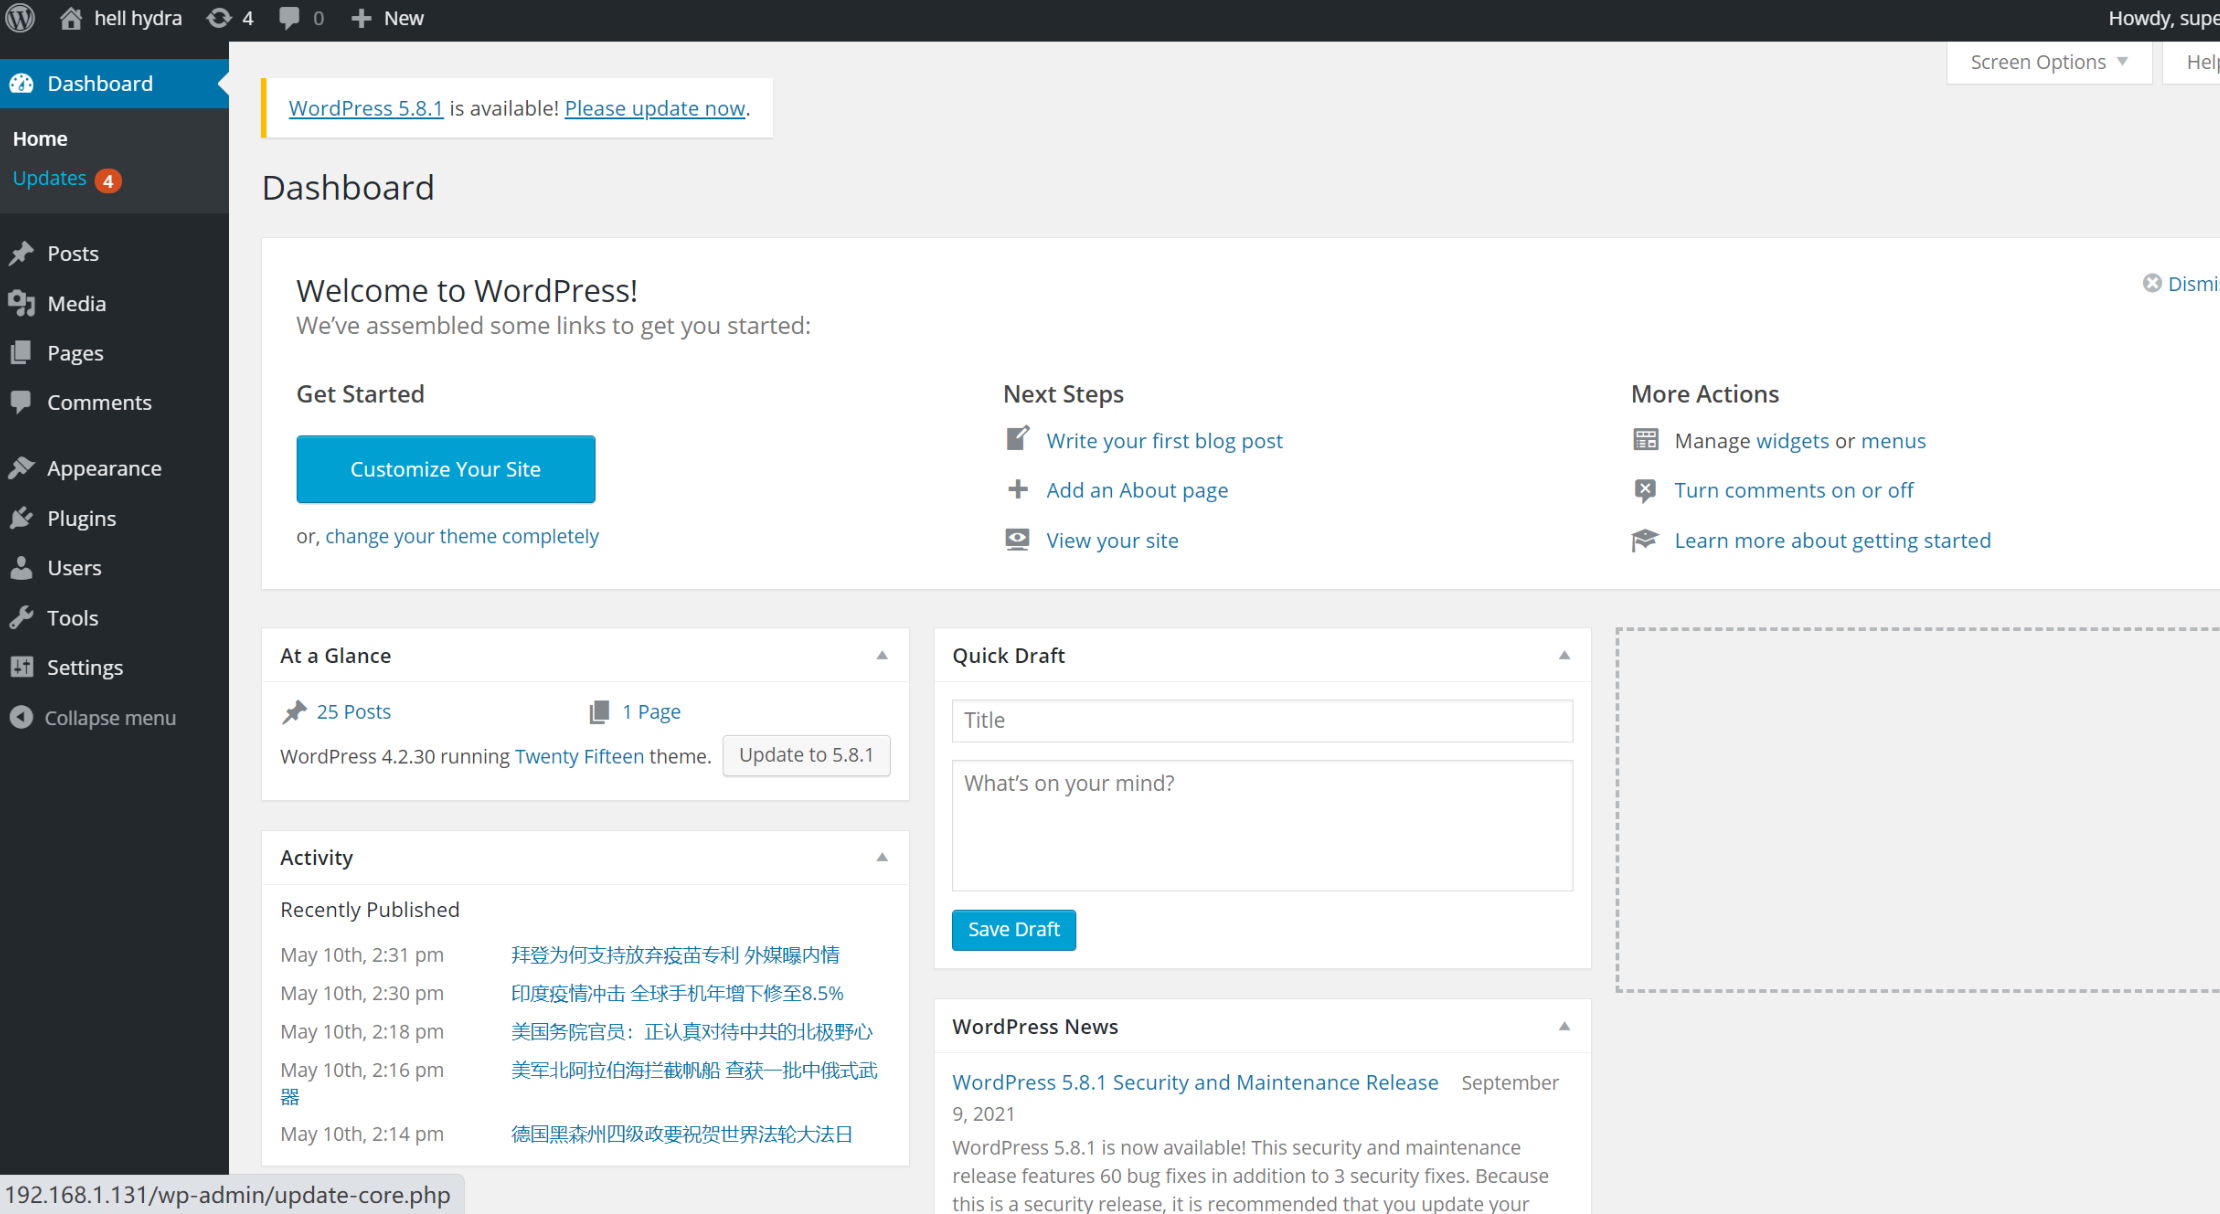 hell hydra 4 0 New Howdy, supe
Screen Options Help
Dashboard
Home
Updates 4
Posts
Media
Pages
Comments
Appearance
Plugins
Users
Tools
Settings
Collapse menu
WordPress 5.8.1 is available! Please update now.
Dashboard
Welcome to WordPress!
We’ve assembled some links to get you started:
Dismi
Get Started
Customize Your Site
or, change your theme completely
Next Steps
Write your first blog post
Add an About page
View your site
More Actions
Manage widgets or menus
Turn comments on or off
Learn more about getting started
At a Glance
25 Posts 1 Page
WordPress 4.2.30 running Twenty Fifteen theme. Update to 5.8.1
Activity
Recently Published
May 10th, 2:31 pm 拜登为何支持放弃疫苗专利 外媒曝内情
May 10th, 2:30 pm 印度疫情冲击 全球手机年增下修至8.5%
May 10th, 2:18 pm 美国务院官员：正认真对待中共的北极野心
May 10th, 2:16 pm 美军北阿拉伯海拦截帆船 查获一批中俄式武
器
May 10th, 2:14 pm 德国黑森州四级政要祝贺世界法轮大法日
Quick Draft
Title
What’s on your mind?
Save Draft
WordPress News
WordPress 5.8.1 Security and Maintenance Release September
9, 2021
WordPress 5.8.1 is now available! This security and maintenance
release features 60 bug fixes in addition to 3 security fixes. Because
this is a security release, it is recommended that you update your
192.168.1.131/wp-admin/update-core.php